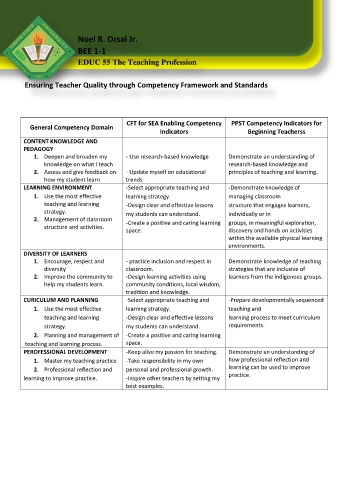 Noel R. Orsal Jr.
BEE 1-1
EDUC 55 The Teaching Profession
Ensuring Teacher Quality through Competency Framework and Standards
General Competency Domain
CFT for SEA Enabling Competency
Indicators
PPST Competency Indicators for
Beginning Teacherss
CONTENT KNOWLEDGE AND
PEDAGOGY
1. Deepen and broaden my
knowledge on what I teach
2. Assess and give feedback on
how my student learn
- Use research-based knowledge
- Update myself on educational
trends
Demonstrate an understanding of
research-based knowledge and
principles of teaching and learning.
LEARNING ENVIRONMENT
1. Use the most effective
teaching and learning
strategy.
2. Management of classroom
structure and activities.
-Select appropriate teaching and
learning strategy.
-Design clear and effective lessons
my students can understand.
-Create a positive and caring learning
space.
-Demonstrate knowledge of
managing classroom
structure that engages learners,
individually or in
groups, in meaningful exploration,
discovery and hands on activities
within the available physical learning
environments.
DIVERSITY OF LEARNERS
1. Encourage, respect and
diversity
2. Improve the community to
help my students learn.
- practice inclusion and respect in
classroom.
-Design learning activities using
community conditions, local wisdom,
tradition and knowledge.
Demonstrate knowledge of teaching
strategies that are inclusive of
learners from the indigenous groups.
CURICULUM AND PLANNING
1. Use the most effective
teaching and learning
strategy.
2. Planning and management of
teaching and learning process.
-Select appropriate teaching and
learning strategy.
-Design clear and effective lessons
my students can understand.
-Create a positive and caring learning
space.
-Prepare developmentally sequenced
teaching and
learning process to meet curriculum
requirements.
PEROFESSIONAL DEVELOPMENT
1. Master my teaching practice
2. Professional reflection and
learning to improve practice.
-Keep alive my passion for teaching.
-Take responsibility in my own
personal and professional growth.
-Inspire other teachers by setting my
best examples.
Demonstrate an understanding of
how professional reflection and
learning can be used to improve
practice.